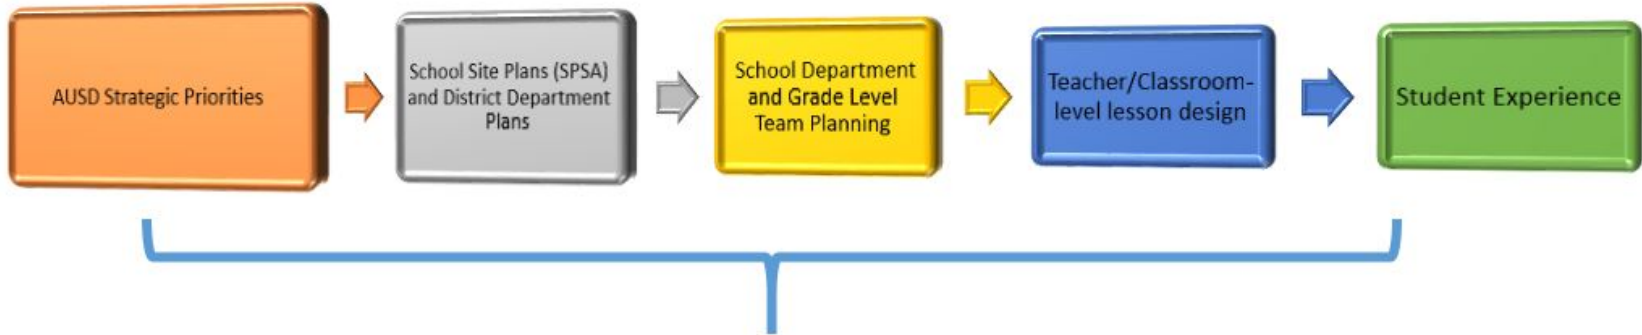 AUSD Strategic Priorities
School Site Plans (SPSA)
and District Department
Plans
School Department
and Grade Level
Team Planning
Teacher/Classroom-
level lesson design
Student Experience